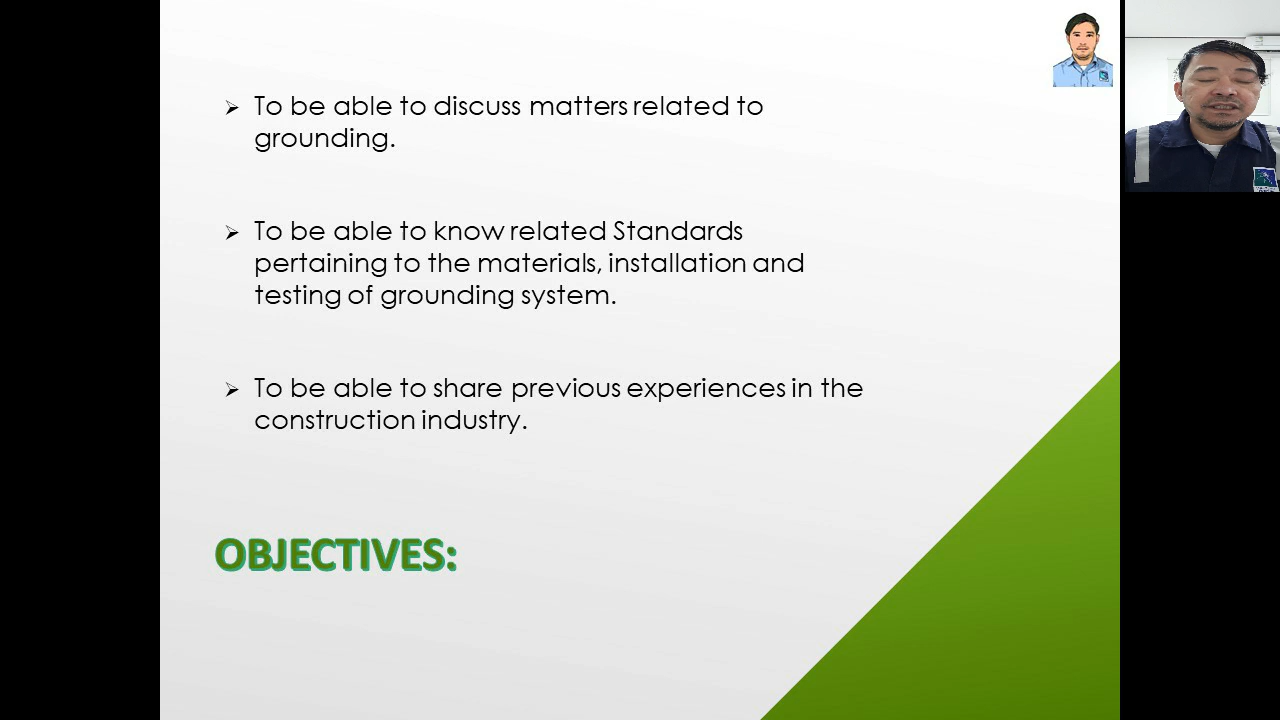 ➢ To be able to discuss matters related to
grounding.
➢ To be able to know related Standards
pertaining to the materials, installation and
testing of grounding system.
➢ To be able to share previous experiences in the
construction industry.
OBJECTIVES: